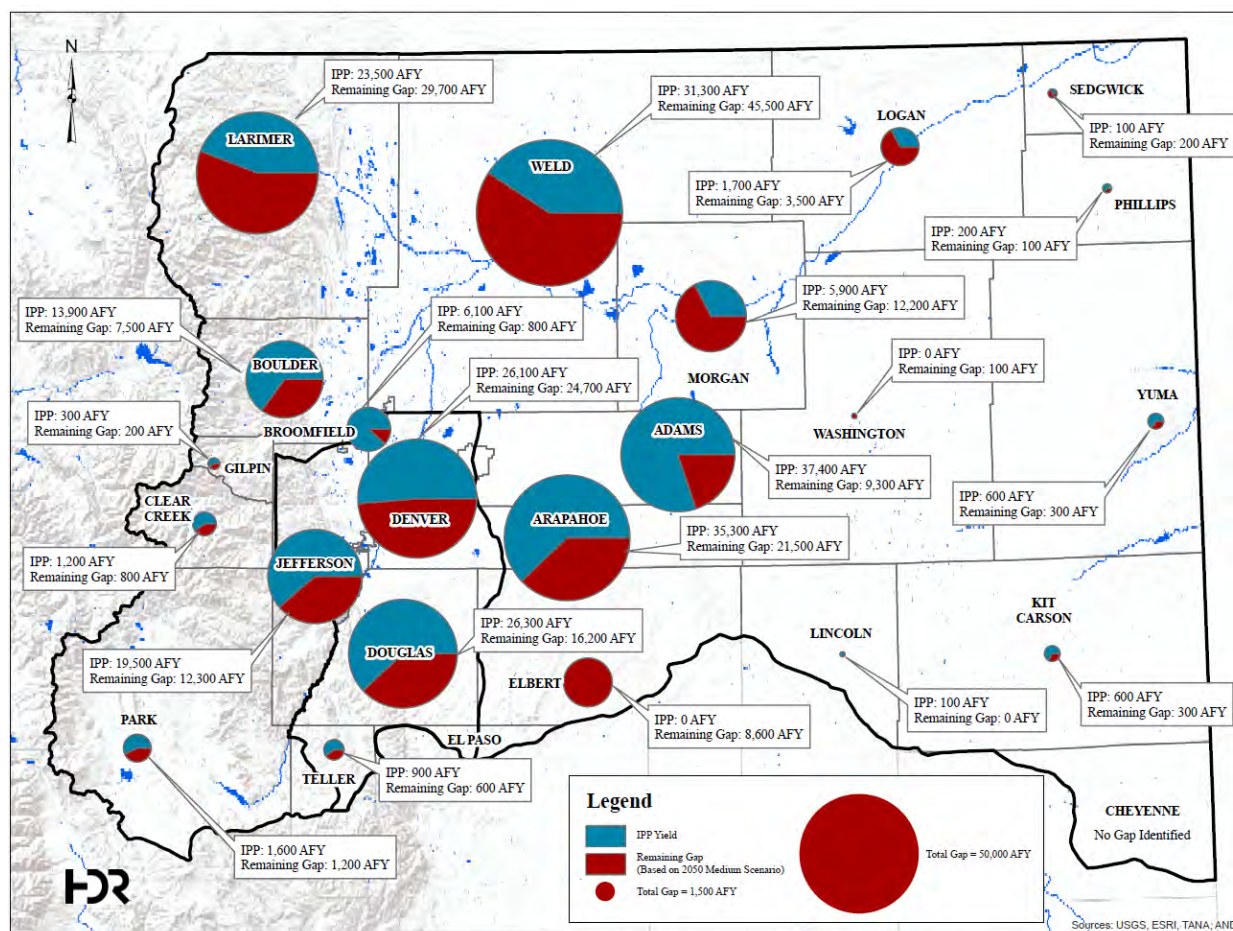 N
IPP: 23,500 AFY
Remaining Gap: 29,700 AFY
LARIMER
IPP: 31,300 AFY
Remaining Gap: 45,500 AFY
WELD
LOGAN
IPP: 1,700 AFY
Remaining Gap: 3,500 AFY
SEDGWICK
IPP: 100 AFY
Remaining Gap: 200 AFY
PHILLIPS
IPP: 200 AFY
Remaining Gap: 100 AFY
IPP: 13,900 AFY
Remaining Gap: 7,500 AFY
BOULDER
IPP: 6,100 AFY
Remaining Gap: 800 AFY
BROOMFIELD
IPP: 26,100 AFY
Remaining Gap: 24,700 AFY
DENVER
IPP: 5,900 AFY
Remaining Gap: 12,200 AFY
MORGAN
IPP: 0 AFY
Remaining Gap: 100 AFY
WASHINGTON
YUMA
IPP: 600 AFY
Remaining Gap: 300 AFY
IPP: 300 AFY
Remaining Gap: 200 AFY
GILPIN
ADAMS
IPP: 37,400 AFY
Remaining Gap: 9,300 AFY
CLEAR
CREEK
IPP: 1,200 AFY
Remaining Gap: 800 AFY
ARAPAHOE
IPP: 35,300 AFY
Remaining Gap: 21,500 AFY
JEFFERSON
IPP: 19,500 AFY
Remaining Gap: 12,300 AFY
DOUGLAS
IPP: 26,300 AFY
Remaining Gap: 16,200 AFY
ELBERT
IPP: 0 AFY
Remaining Gap: 8,600 AFY
LINCOLN
IPP: 100 AFY
Remaining Gap: 0 AFY
KIT
CARSON
IPP: 600 AFY
Remaining Gap: 300 AFY
PARK
IPP: 1,600 AFY
Remaining Gap: 1,200 AFY
EL PASO
TELLER
IPP: 900 AFY
Remaining Gap: 600 AFY
CHEYENNE
No Gap Identified
Legend
IPP Yield
Remaining Gap
(Based on 2050 Medium Scenario)
Total Gap = 1,500 AFY
Total Gap = 50,000 AFY
HDR
Sources: USGS, ESRI, TANA, AND